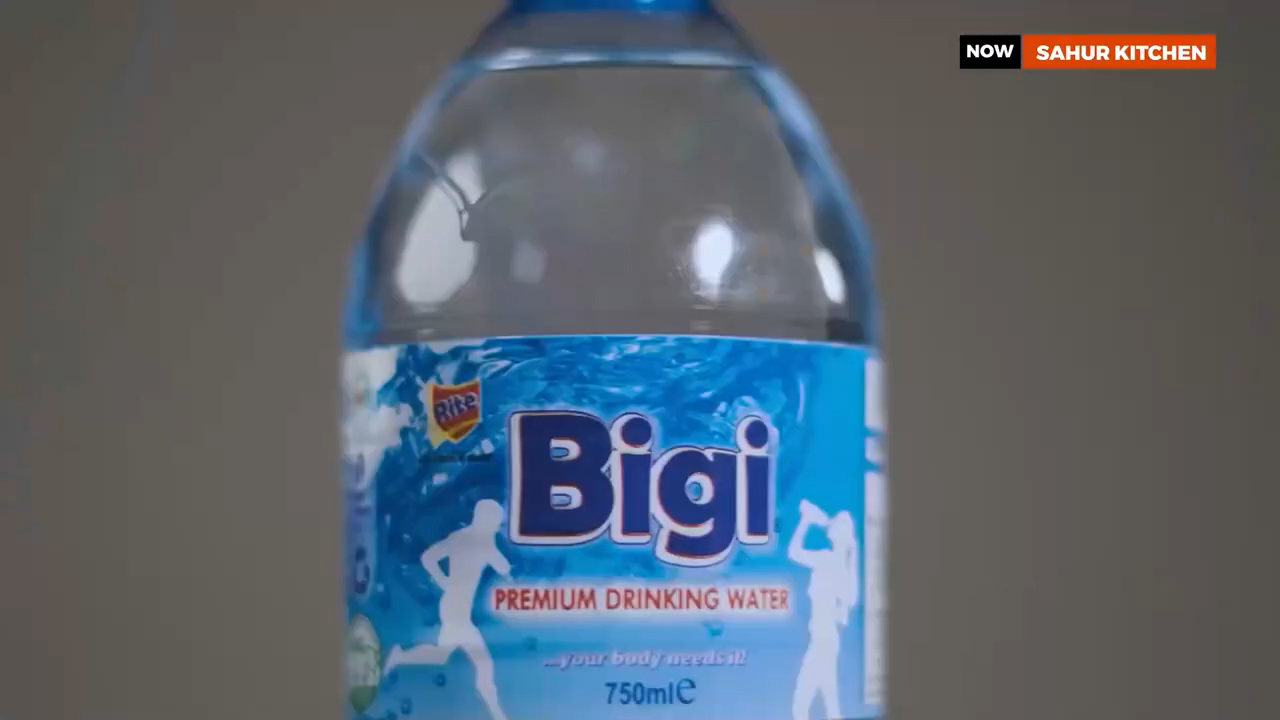 NOW SAHUR KITCHEN
Rite
Bigi
PREMIUM DRINKING WATER
...your body needs it!
750ml e